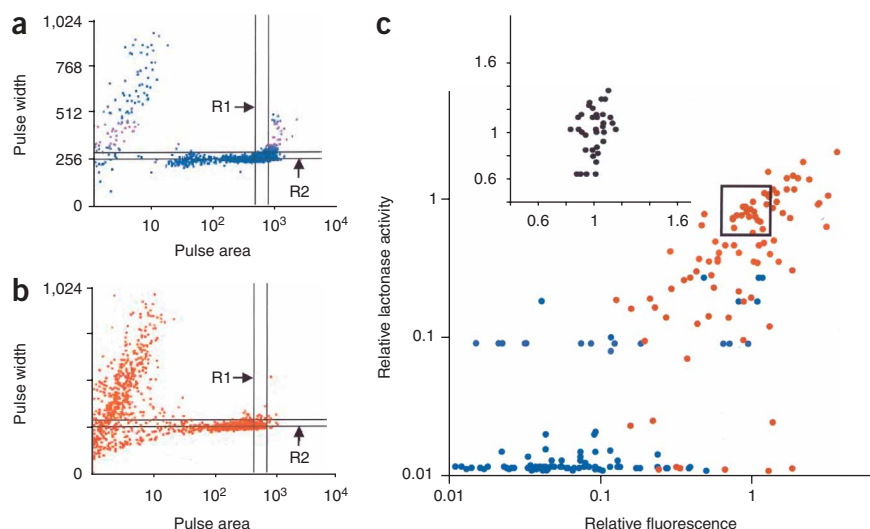 a
1,024
768
512
256
0
Pulse width
R1
R2
10
10²
10³
10⁴
Pulse area
b
1,024
0
Pulse width
R1
R2
10
10²
10³
10⁴
Pulse area
c
1.6
1
0.6
0.6
1
1.6
Relative lactonase activity
1
0.1
0.01
0.01
0.1
1
Relative fluorescence